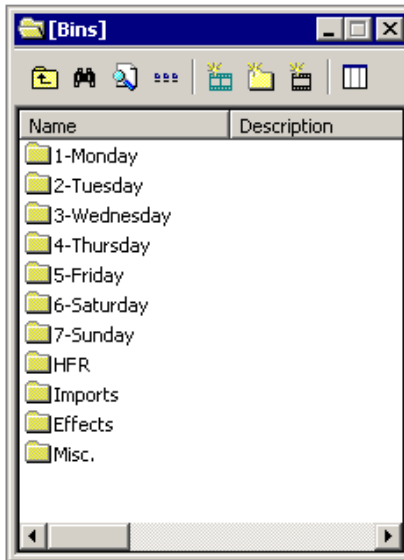 [Bins]
Name Description
1-Monday
2-Tuesday
3-Wednesday
4-Thursday
5-Friday
6-Saturday
7-Sunday
HFR
Imports
Effects
Misc.